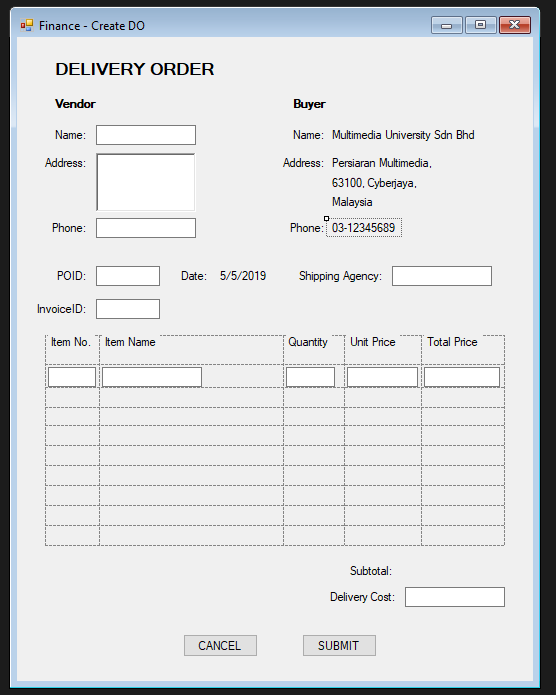 Finance - Create DO
DELIVERY ORDER
Vendor
Buyer
Name:
Name: Multimedia University Sdn Bhd
Address:
Address: Persiaran Multimedia,
63100, Cyberjaya,
Malaysia
Phone:
Phone: 03-12345689
POID:
Date: 5/5/2019
Shipping Agency:
InvoiceID:
Item No. Item Name Quantity Unit Price Total Price
Subtotal:
Delivery Cost:
CANCEL SUBMIT